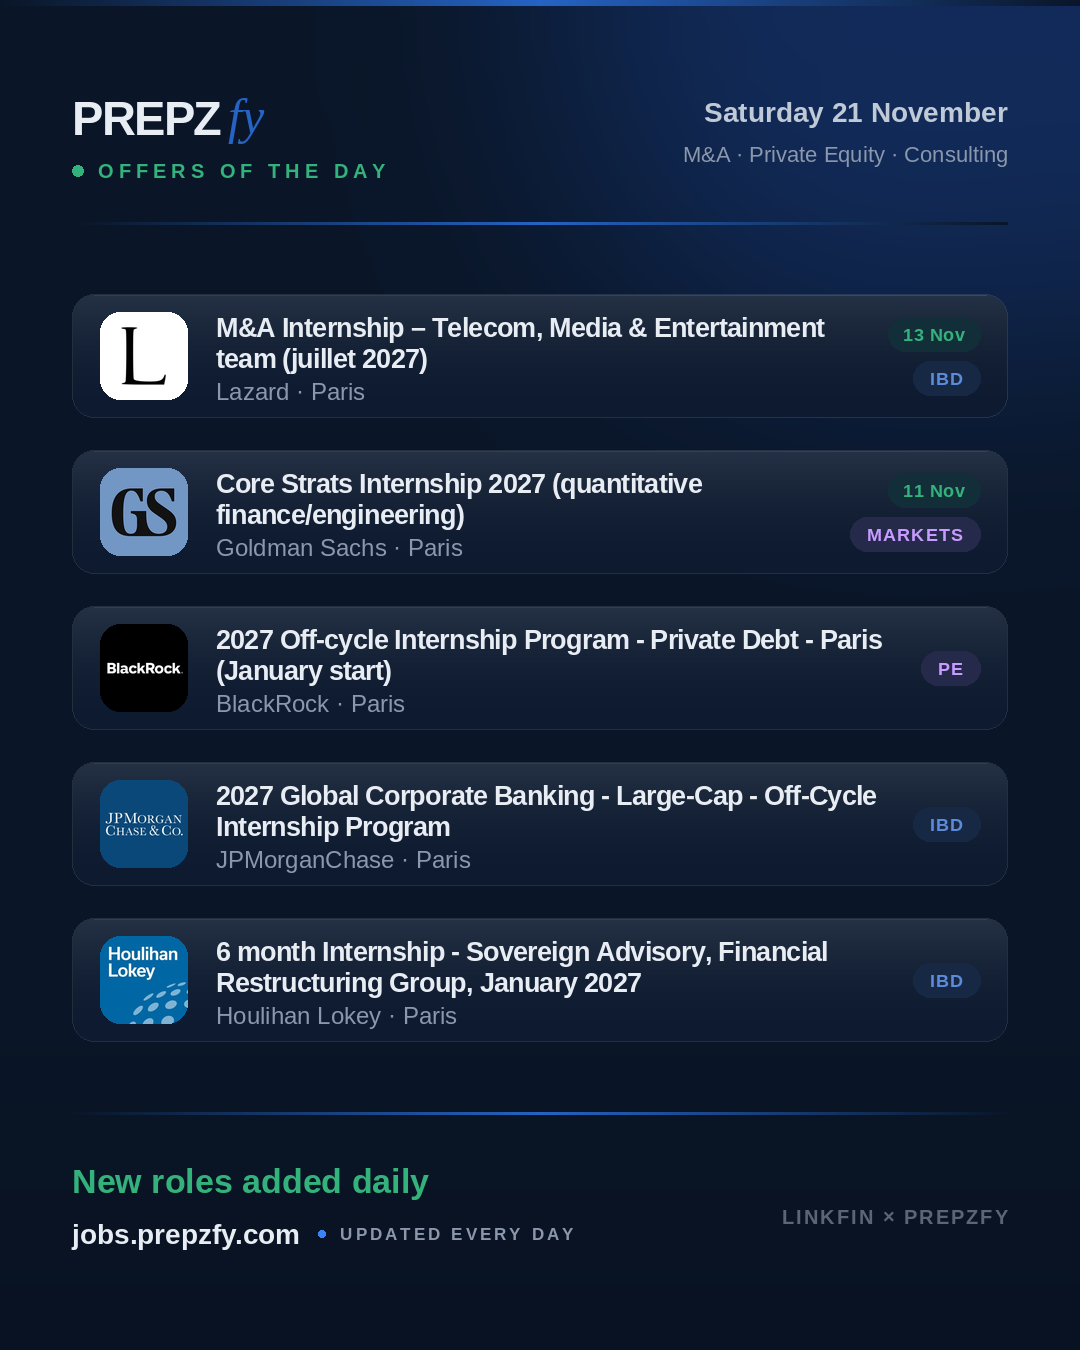 PREPZ fy
OFFERS OF THE DAY
Saturday 21 November
M&A · Private Equity · Consulting
L
M&A Internship – Telecom, Media & Entertainment
team (juillet 2027)
Lazard · Paris
13 Nov
IBD
GS
Core Strats Internship 2027 (quantitative
finance/engineering)
Goldman Sachs · Paris
11 Nov
MARKETS
BlackRock.
2027 Off-cycle Internship Program - Private Debt - Paris
(January start)
BlackRock · Paris
PE
JPMORGAN
CHASE & CO.
2027 Global Corporate Banking - Large-Cap - Off-Cycle
Internship Program
JPMorganChase · Paris
IBD
Houlihan
Lokey
6 month Internship - Sovereign Advisory, Financial
Restructuring Group, January 2027
Houlihan Lokey · Paris
IBD
New roles added daily
jobs.prepzfy.com • UPDATED EVERY DAY
LINKFIN × PREPZFY